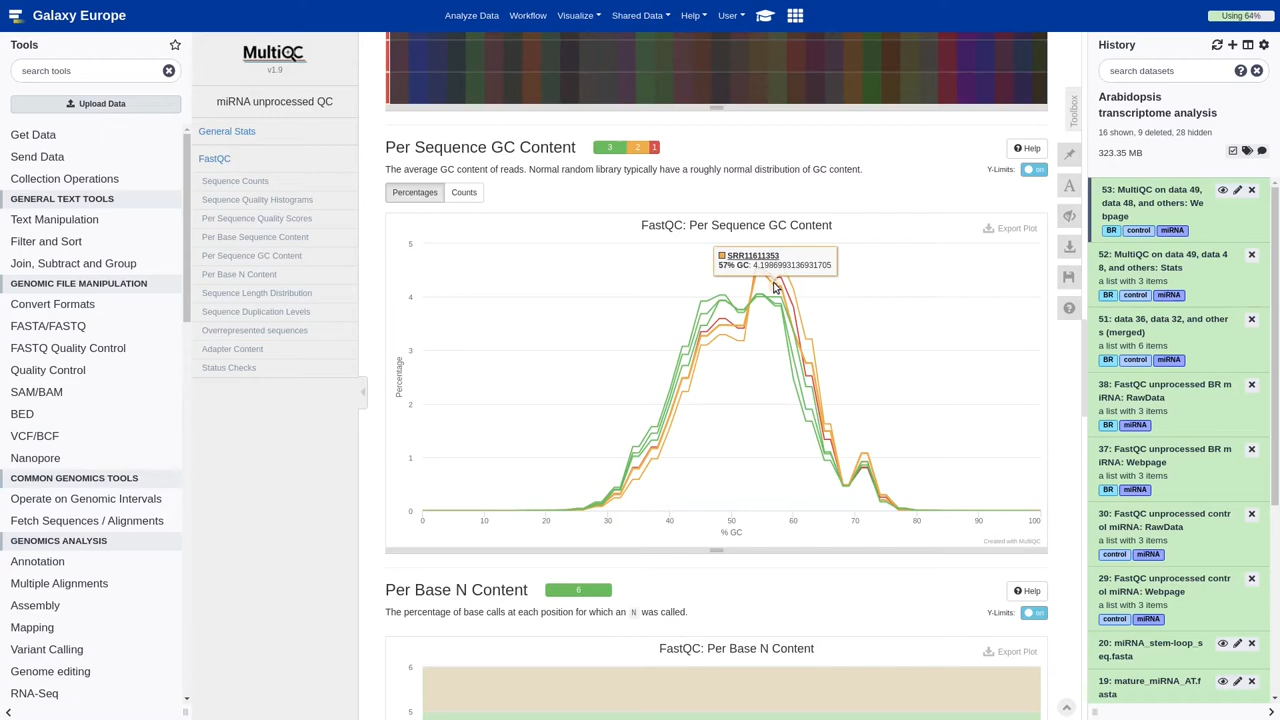 Galaxy Europe
Analyze Data Workflow Visualize Shared Data Help User
Using 64%
Tools
search tools
Upload Data
Get Data
Send Data
Collection Operations
GENERAL TEXT TOOLS
Text Manipulation
Filter and Sort
Join, Subtract and Group
GENOMIC FILE MANIPULATION
Convert Formats
FASTA/FASTQ
FASTQ Quality Control
Quality Control
SAM/BAM
BED
VCF/BCF
Nanopore
COMMON GENOMICS TOOLS
Operate on Genomic Intervals
Fetch Sequences / Alignments
GENOMICS ANALYSIS
Annotation
Multiple Alignments
Assembly
Mapping
Variant Calling
Genome editing
RNA-Seq
MultiQC
v1.9
miRNA unprocessed QC
General Stats
FastQC
Sequence Counts
Sequence Quality Histograms
Per Sequence Quality Scores
Per Base Sequence Content
Per Sequence GC Content
Per Base N Content
Sequence Length Distribution
Sequence Duplication Levels
Overrepresented sequences
Adapter Content
Status Checks
Per Sequence GC Content 3 2 1
Help
The average GC content of reads. Normal random library typically have a roughly normal distribution of GC content.
Y-Limits: on
Percentages Counts
FastQC: Per Sequence GC Content
Export Plot
SRR11611353
57% GC: 4.1986993136931705
Percentage
5
4
3
2
1
0
0 10 20 30 40 50 60 70 80 90 100
% GC
Created with MultiQC
Per Base N Content 6
Help
The percentage of base calls at each position for which an N was called.
Y-Limits: on
FastQC: Per Base N Content
Export Plot
6
5
Toolbox
History
search datasets
Arabidopsis
transcriptome analysis
16 shown, 9 deleted, 28 hidden
323.35 MB
53: MultiQC on data 49,
data 48, and others: We
bpage
BR control miRNA
52: MultiQC on data 49, data 4
8, and others: Stats
a list with 3 items
BR control miRNA
51: data 36, data 32, and other
s (merged)
a list with 6 items
BR control miRNA
38: FastQC unprocessed BR m
iRNA: RawData
a list with 3 items
BR miRNA
37: FastQC unprocessed BR m
iRNA: Webpage
a list with 3 items
BR miRNA
30: FastQC unprocessed contr
ol miRNA: RawData
a list with 3 items
control miRNA
29: FastQC unprocessed contr
ol miRNA: Webpage
a list with 3 items
control miRNA
20: miRNA_stem-loop_s
eq.fasta
19: mature_miRNA_AT.f
asta